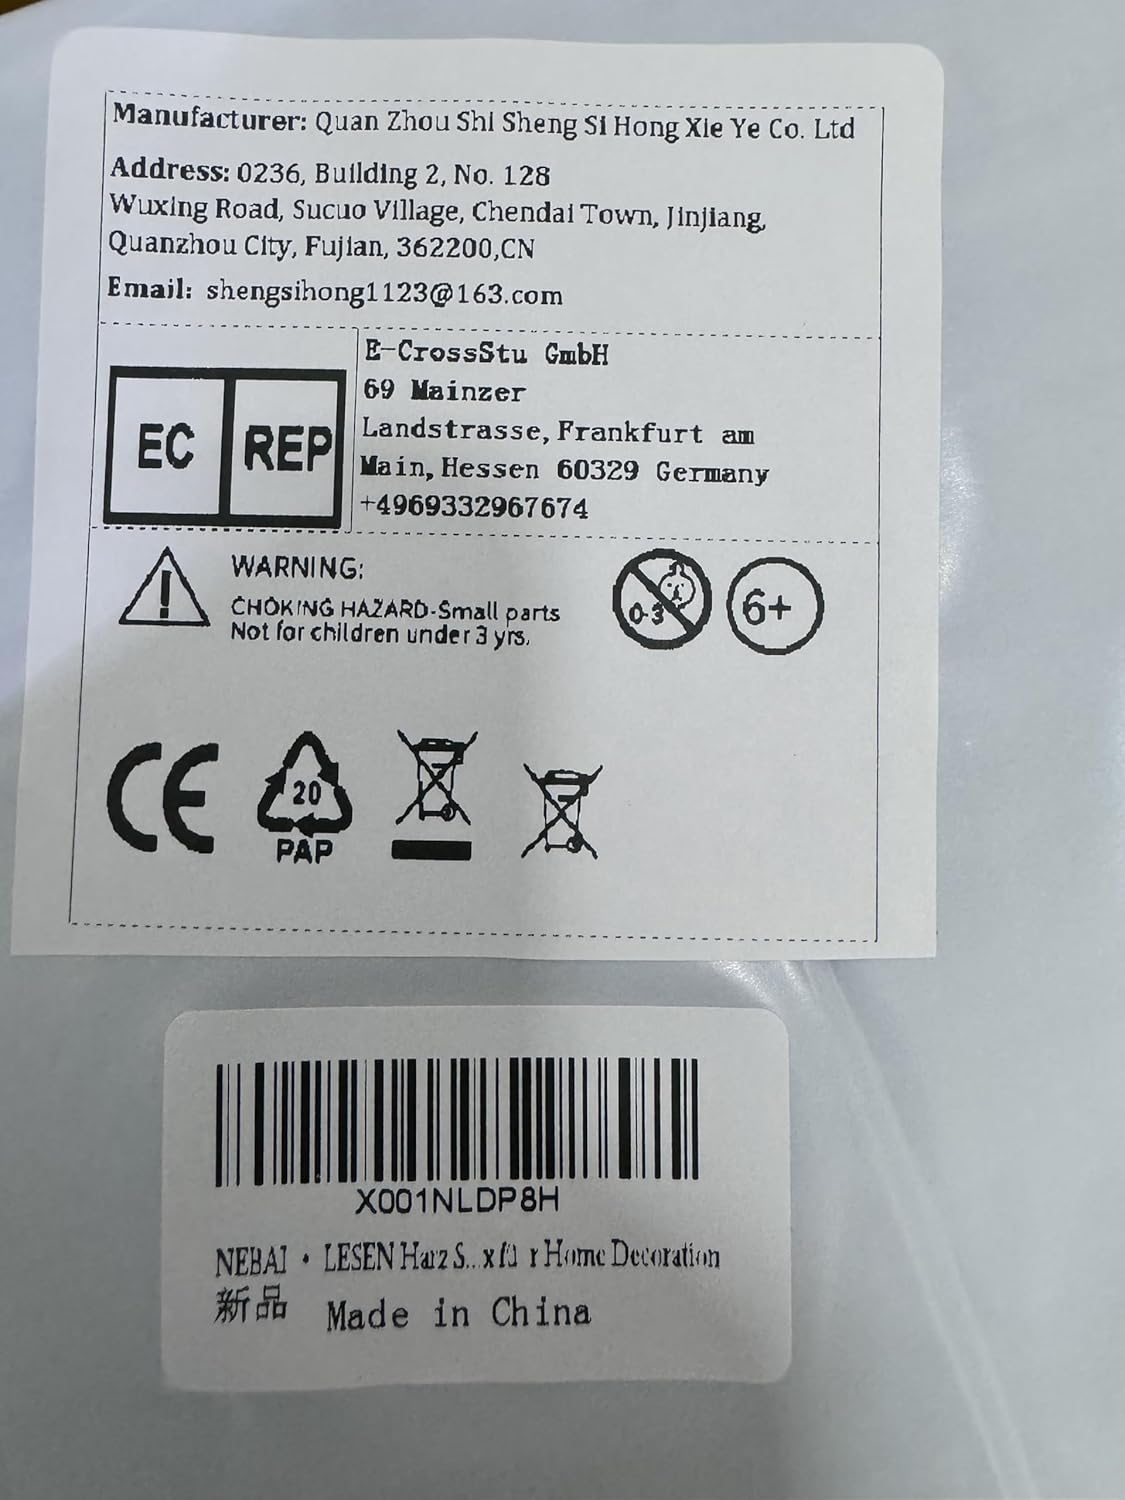 Manufacturer: Quan Zhou Shi Sheng Si Hong Xie Ye Co. Ltd
Address: 0236, Building 2, No. 128
Wuxing Road, Sucuo Village, Chendai Town, Jinjiang,
Quanzhou City, Fujian, 362200,CN
Email: shengsihong1123@163.com
EC REP
E-CrossStu GmbH
69 Mainzer
Landstrasse, Frankfurt am
Main, Hessen 60329 Germany
+4969332967674
WARNING:
CHOKING HAZARD-Small parts
Not for children under 3 yrs.
0-3
6+
CE
20
PAP
X001NLDP8H
LESEN Harz S...x Home Decoration
新品 Made in China